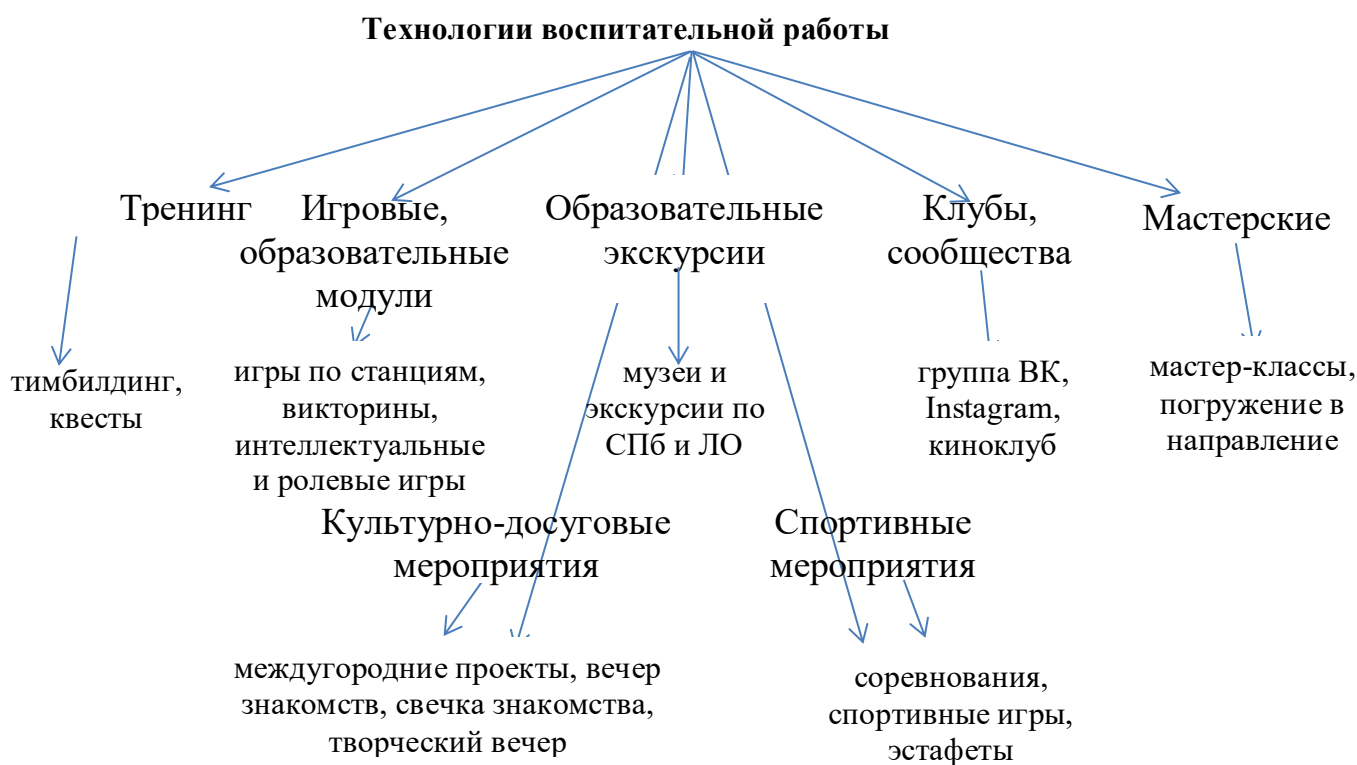 Технологии воспитательной работы
Тренинг
Игровые,
образовательные
модули
Образовательные
экскурсии
Клубы,
сообщества
Мастерские
тимбилдинг,
квесты
игры по станциям,
викторины,
интеллектуальные
и ролевые игры
музеи и
экскурсии по
СПб и ЛО
группа ВК,
Instagram,
киноклуб
мастер-классы,
погружение в
направление
Культурно-досуговые
мероприятия
Спортивные
мероприятия
междугородние проекты, вечер
знакомств, свечка знакомства,
творческий вечер
соревнования,
спортивные игры,
эстафеты